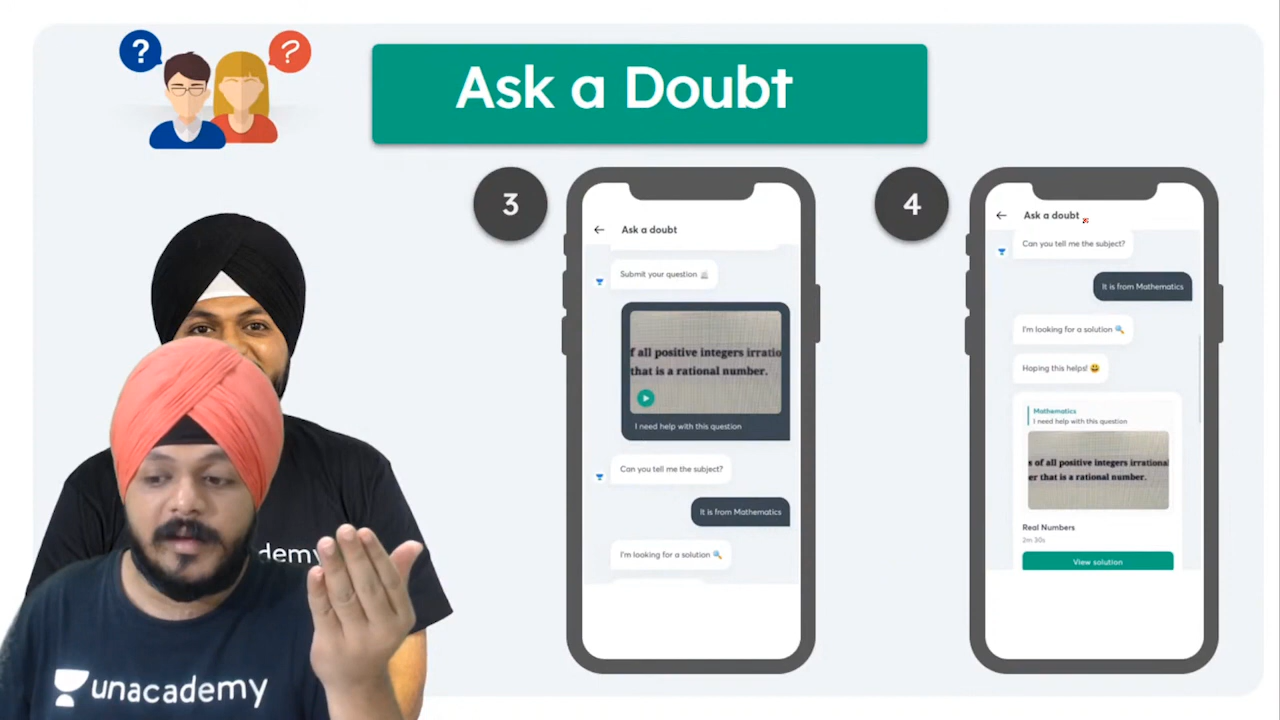 ? ?
Ask a Doubt
3
Ask a doubt
Submit your question
f all positive integers irratio
that is a rational number.
I need help with this question
Can you tell me the subject?
It is from Mathematics
I'm looking for a solution
4
Ask a doubt
Can you tell me the subject?
It is from Mathematics
I'm looking for a solution
Hoping this helps!
Mathematics
I need help with this question
s of all positive integers irrational
er that is a rational number.
Real Numbers
2m 30s
View solution
demy
unacademy